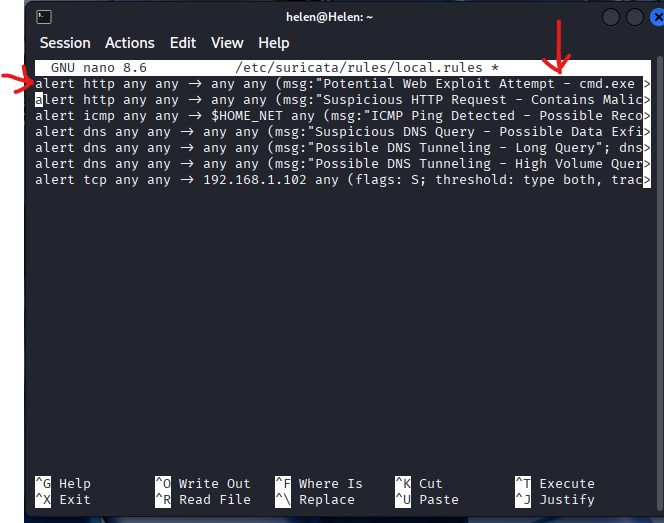 helen@Helen: ~
Session Actions Edit View Help
GNU nano 8.6 /etc/suricata/rules/local.rules *
alert http any any -> any any (msg:"Potential Web Exploit Attempt - cmd.exe >
alert http any any -> any any (msg:"Suspicious HTTP Request - Contains Malic>
alert icmp any any -> $HOME_NET any (msg:"ICMP Ping Detected - Possible Reco>
alert dns any any -> any any (msg:"Suspicious DNS Query - Possible Data Exfi>
alert dns any any -> any any (msg:"Possible DNS Tunneling - Long Query"; dns>
alert dns any any -> any any (msg:"Possible DNS Tunneling - High Volume Quer>
alert tcp any any -> 192.168.1.102 any (flags: S; threshold: type both, trac>
^G Help ^O Write Out ^F Where Is ^K Cut ^T Execute
^X Exit ^R Read File ^\ Replace ^U Paste ^J Justify